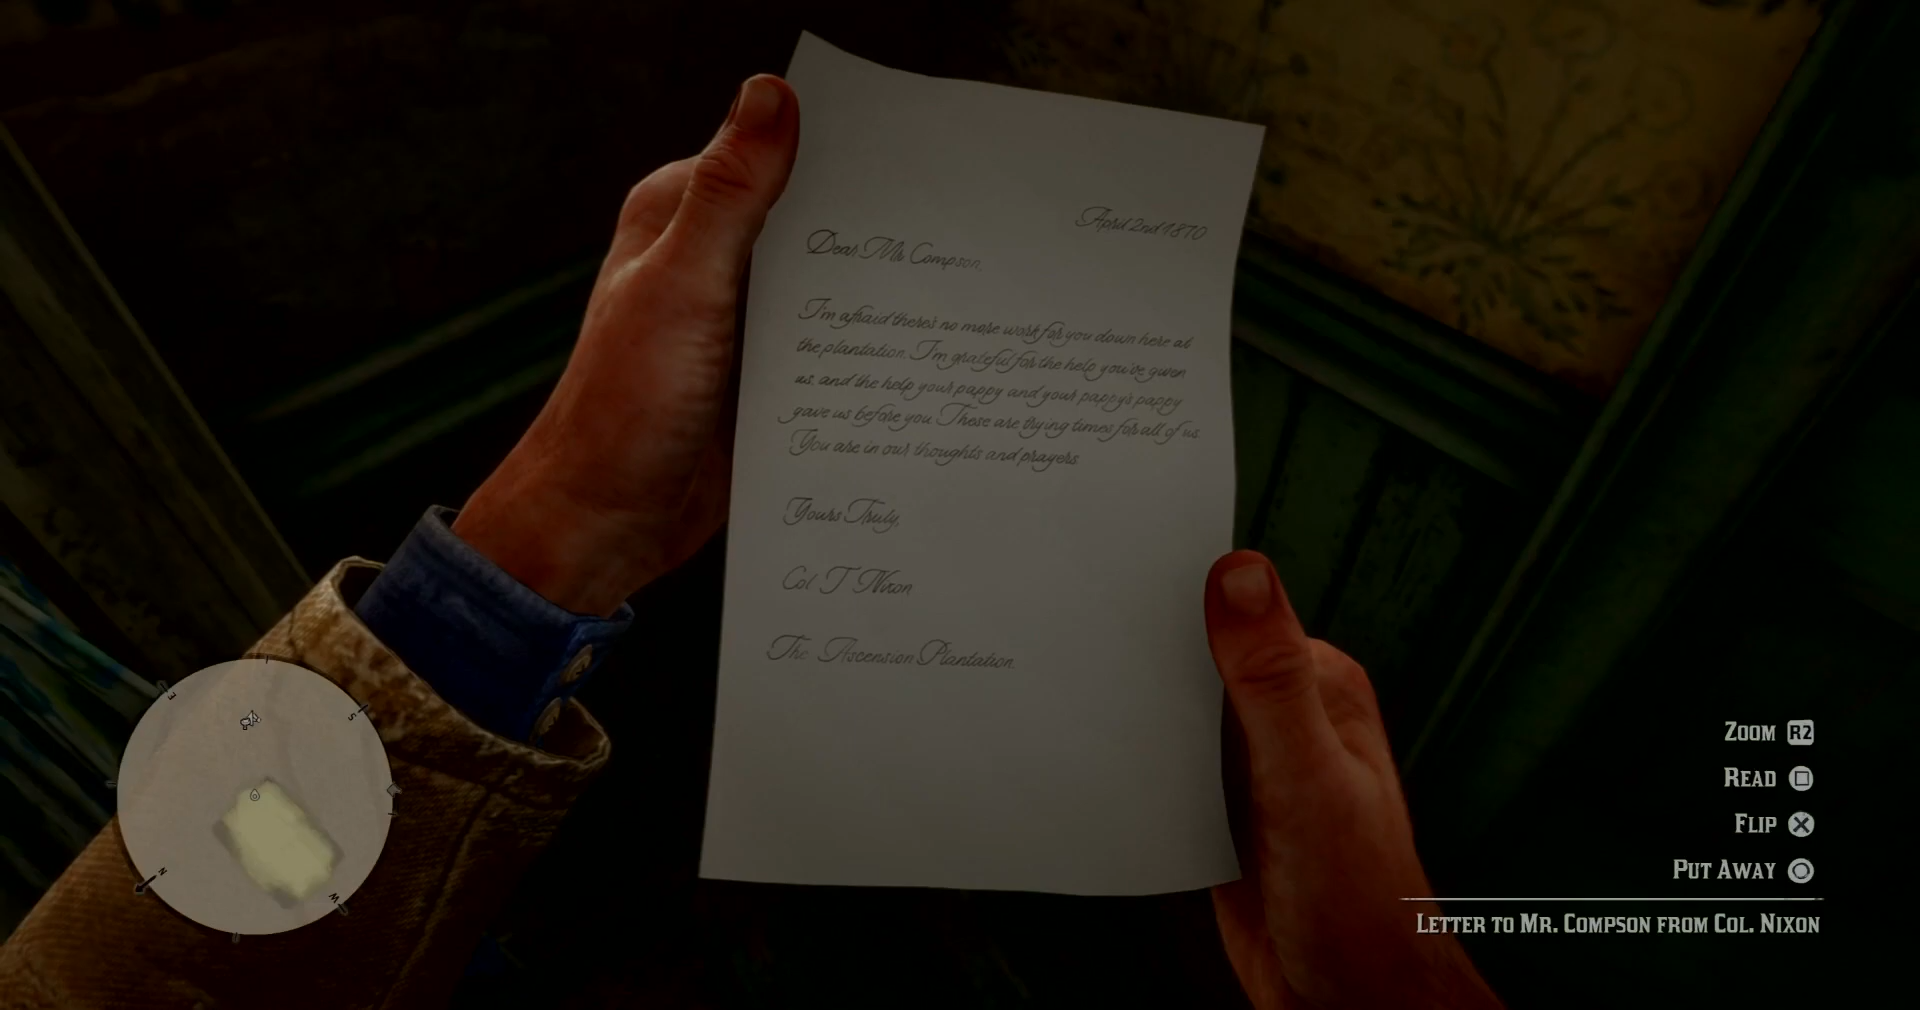 April 2nd 1870
Dear Mr Compson,
I'm afraid there's no more work for you down here at
the plantation. I'm grateful for the help you've given
us, and the help your pappy and your pappy's pappy
gave us before you. These are trying times for all of us.
You are in our thoughts and prayers
Yours Truly,
Col T Nixon
The Ascension Plantation.
E
S
N
W
ZOOM R2
READ
FLIP
PUT AWAY
LETTER TO MR. COMPSON FROM COL. NIXON